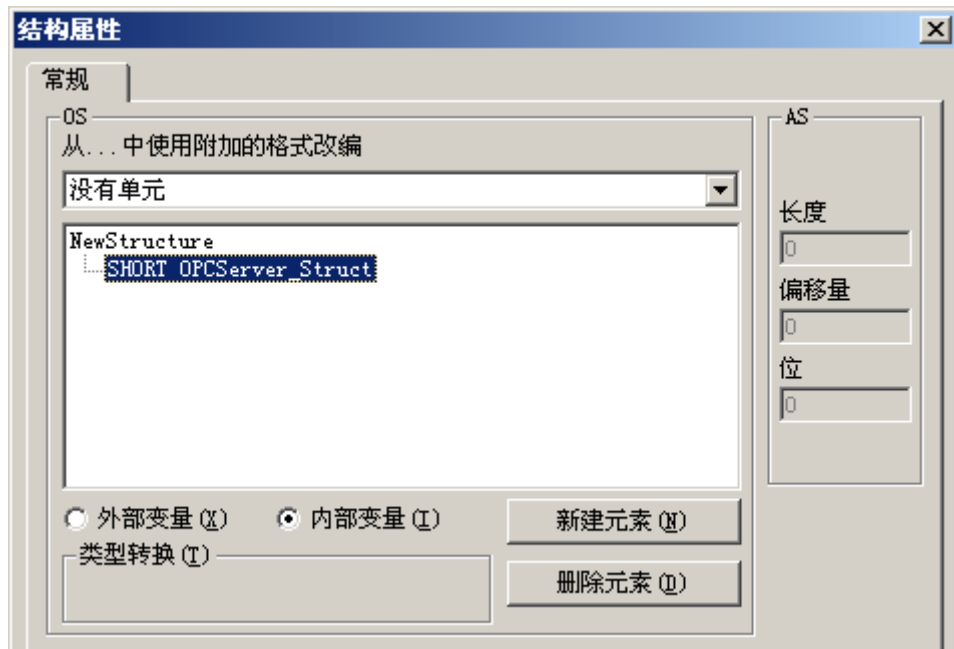 结构属性
常规
OS
从...中使用附加的格式改编
没有单元
NewStructure
SHORT OPCServer_Struct
外部变量(X)
内部变量(I)
新建元素(N)
类型转换(T)
删除元素(D)
AS
长度
0
偏移量
0
位
0